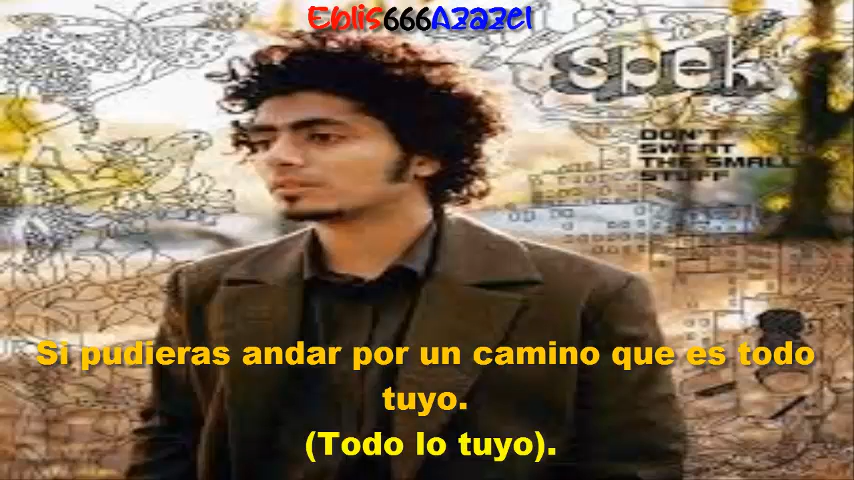 Eblis666Azazel
spek
DON'T
SWEAT
THE SMALL
STUFF
Si pudieras andar por un camino que es todo
tuyo.
(Todo lo tuyo).